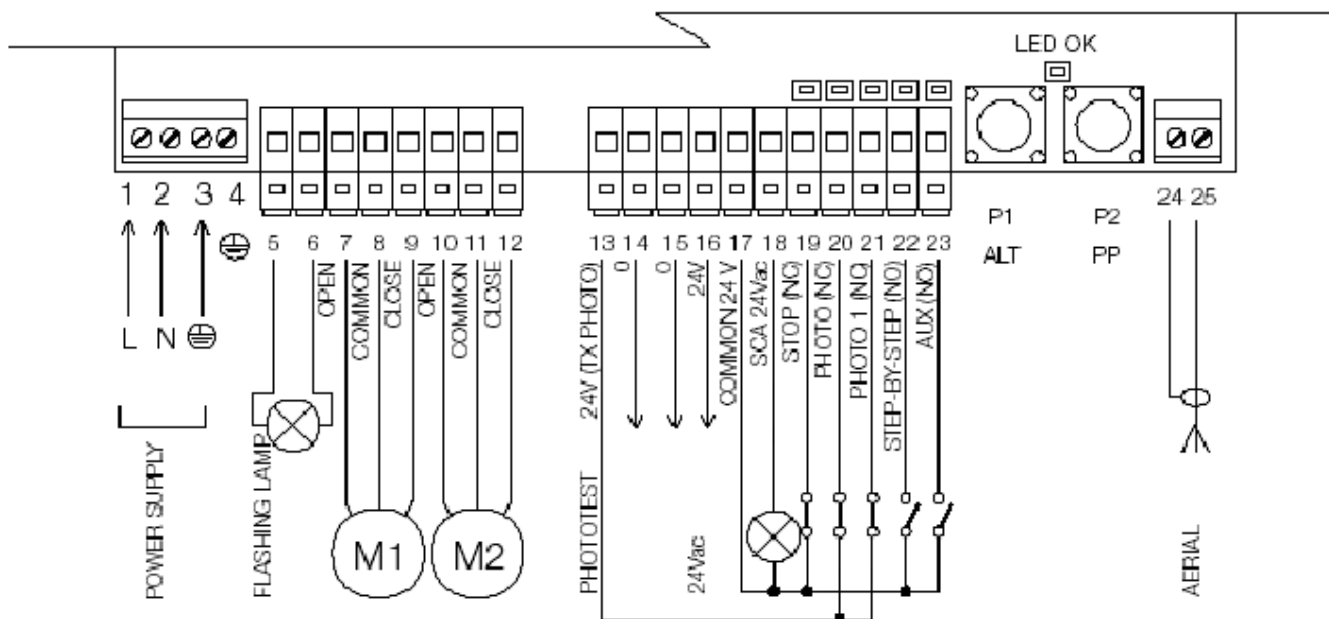 LED OK
1 2 3 4
5 6 7 8 9 10 11 12
13 14 15 16 17 18 19 20 21 22 23
24 25
P1
ALT
P2
PP
L N
OPEN
COMMON
CLOSE
OPEN
COMMON
CLOSE
24V (TX PHOTO)
0
0
24V
COMMON 24 V
SCA 24Vac
STOP (NC)
PHOTO (NC)
PHOTO 1 (NC)
STEP-BY-STEP (NO)
AUX (NO)
POWER SUPPLY
FLASHING LAMP
M1
M2
PHOTOTEST
24Vac
AERIAL